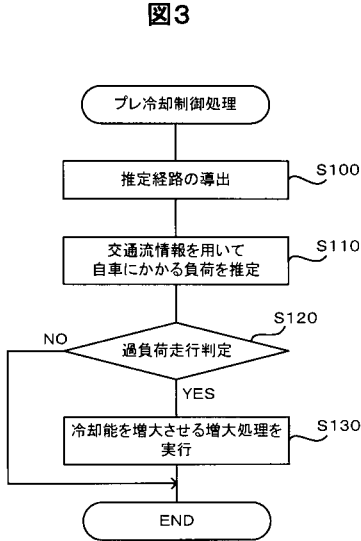 図3
プレ冷却制御処理
推定経路の導出
S100
交通流情報を用いて
自車にかかる負荷を推定
S110
過負荷走行判定
S120
NO
YES
冷却能を増大させる増大処理を
実行
S130
END